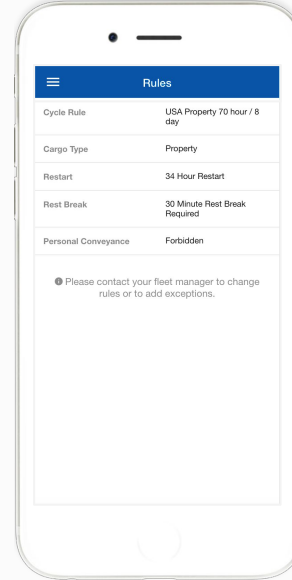 Rules
Cycle Rule USA Property 70 hour / 8
day
Cargo Type Property
Restart 34 Hour Restart
Rest Break 30 Minute Rest Break
Required
Personal Conveyance Forbidden
Please contact your fleet manager to change
rules or to add exceptions.